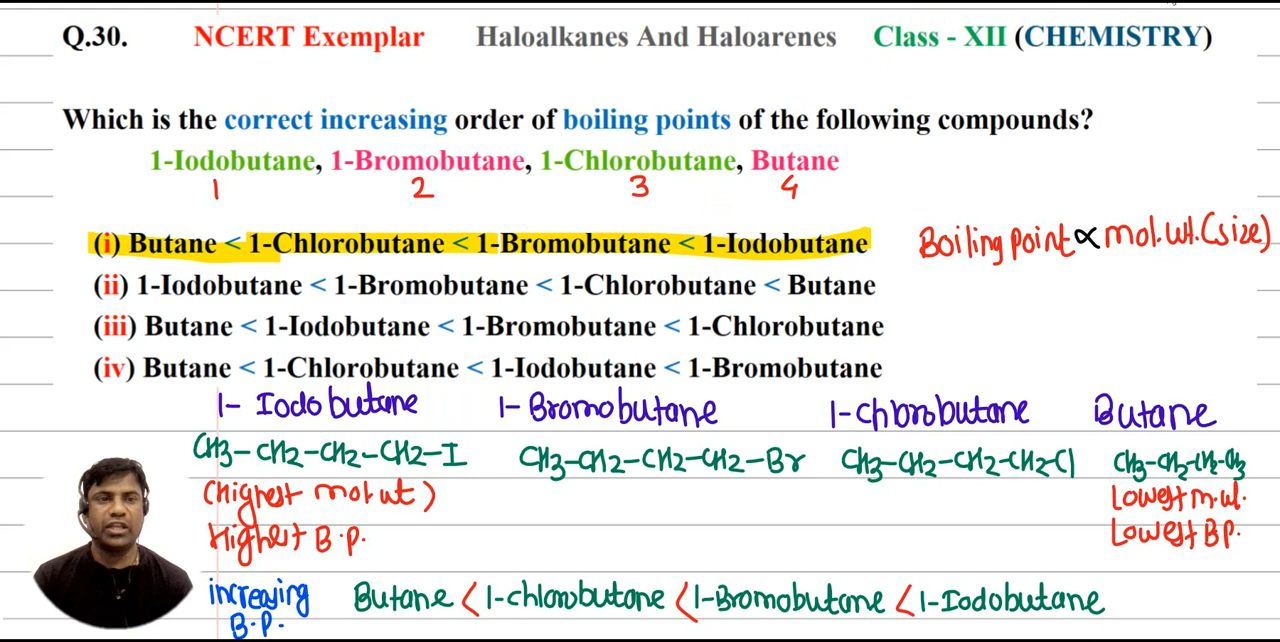 Q.30. NCERT Exemplar Haloalkanes And Haloarenes Class - XII (CHEMISTRY)
Which is the correct increasing order of boiling points of the following compounds?
1-Iodobutane, 1-Bromobutane, 1-Chlorobutane, Butane
1 2 3 4
(i) Butane < 1-Chlorobutane < 1-Bromobutane < 1-Iodobutane
Boiling point ∝ mol.wt.(size)
(ii) 1-Iodobutane < 1-Bromobutane < 1-Chlorobutane < Butane
(iii) Butane < 1-Iodobutane < 1-Bromobutane < 1-Chlorobutane
(iv) Butane < 1-Chlorobutane < 1-Iodobutane < 1-Bromobutane
1- Iodobutane 1-Bromobutane 1-chlorobutane Butane
CH3-CH2-CH2-CH2-I CH3-CH2-CH2-CH2-Br CH3-CH2-CH2-CH2-Cl CH3-CH2-CH2-CH3
(highest mol wt) Lowest m.wt.
Highest B.P. Lowest B.P.
increasing Butane < 1-chlorobutane < 1-Bromobutane < 1-Iodobutane
B.P.